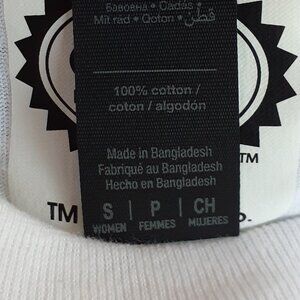 бавовна • Cadás
Mit rád • Qoton • قطن
100% cotton /
coton / algodón
Made in Bangladesh
Fabriqué au Bangladesh
Hecho en Bangladesh
S | P | CH
WOMEN FEMMES MUJERES
TM
TM